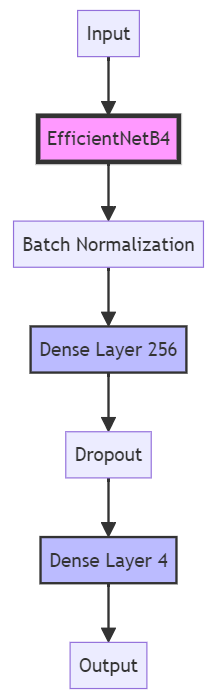 Input
EfficientNetB4
Batch Normalization
Dense Layer 256
Dropout
Dense Layer 4
Output